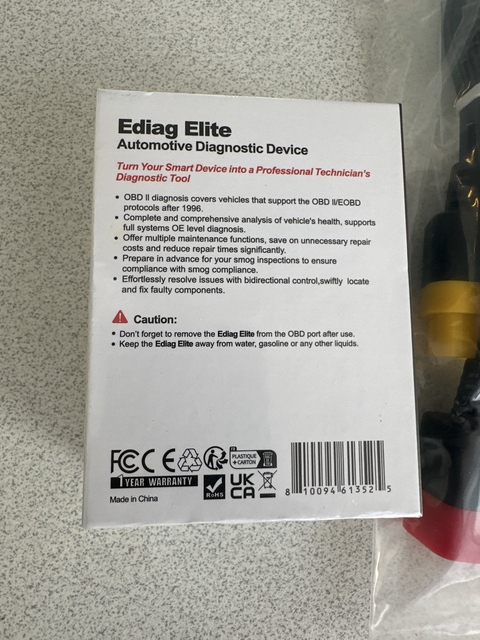 Ediag Elite
Automotive Diagnostic Device
Turn Your Smart Device into a Professional Technician's
Diagnostic Tool
• OBD II diagnosis covers vehicles that support the OBD II/EOBD
protocols after 1996.
• Complete and comprehensive analysis of vehicle's health, supports
full systems OE level diagnosis.
• Offer multiple maintenance functions, save on unnecessary repair
costs and reduce repair times significantly.
• Prepare in advance for your smog inspections to ensure
compliance with smog compliance.
• Effortlessly resolve issues with bidirectional control,swiftly locate
and fix faulty components.
Caution:
• Don't forget to remove the Ediag Elite from the OBD port after use.
• Keep the Ediag Elite away from water, gasoline or any other liquids.
FC CE
PLASTIQUE
+ CARTON
1 YEAR WARRANTY
RoHS
UK
CA
Made in China
8 10094 61352 5